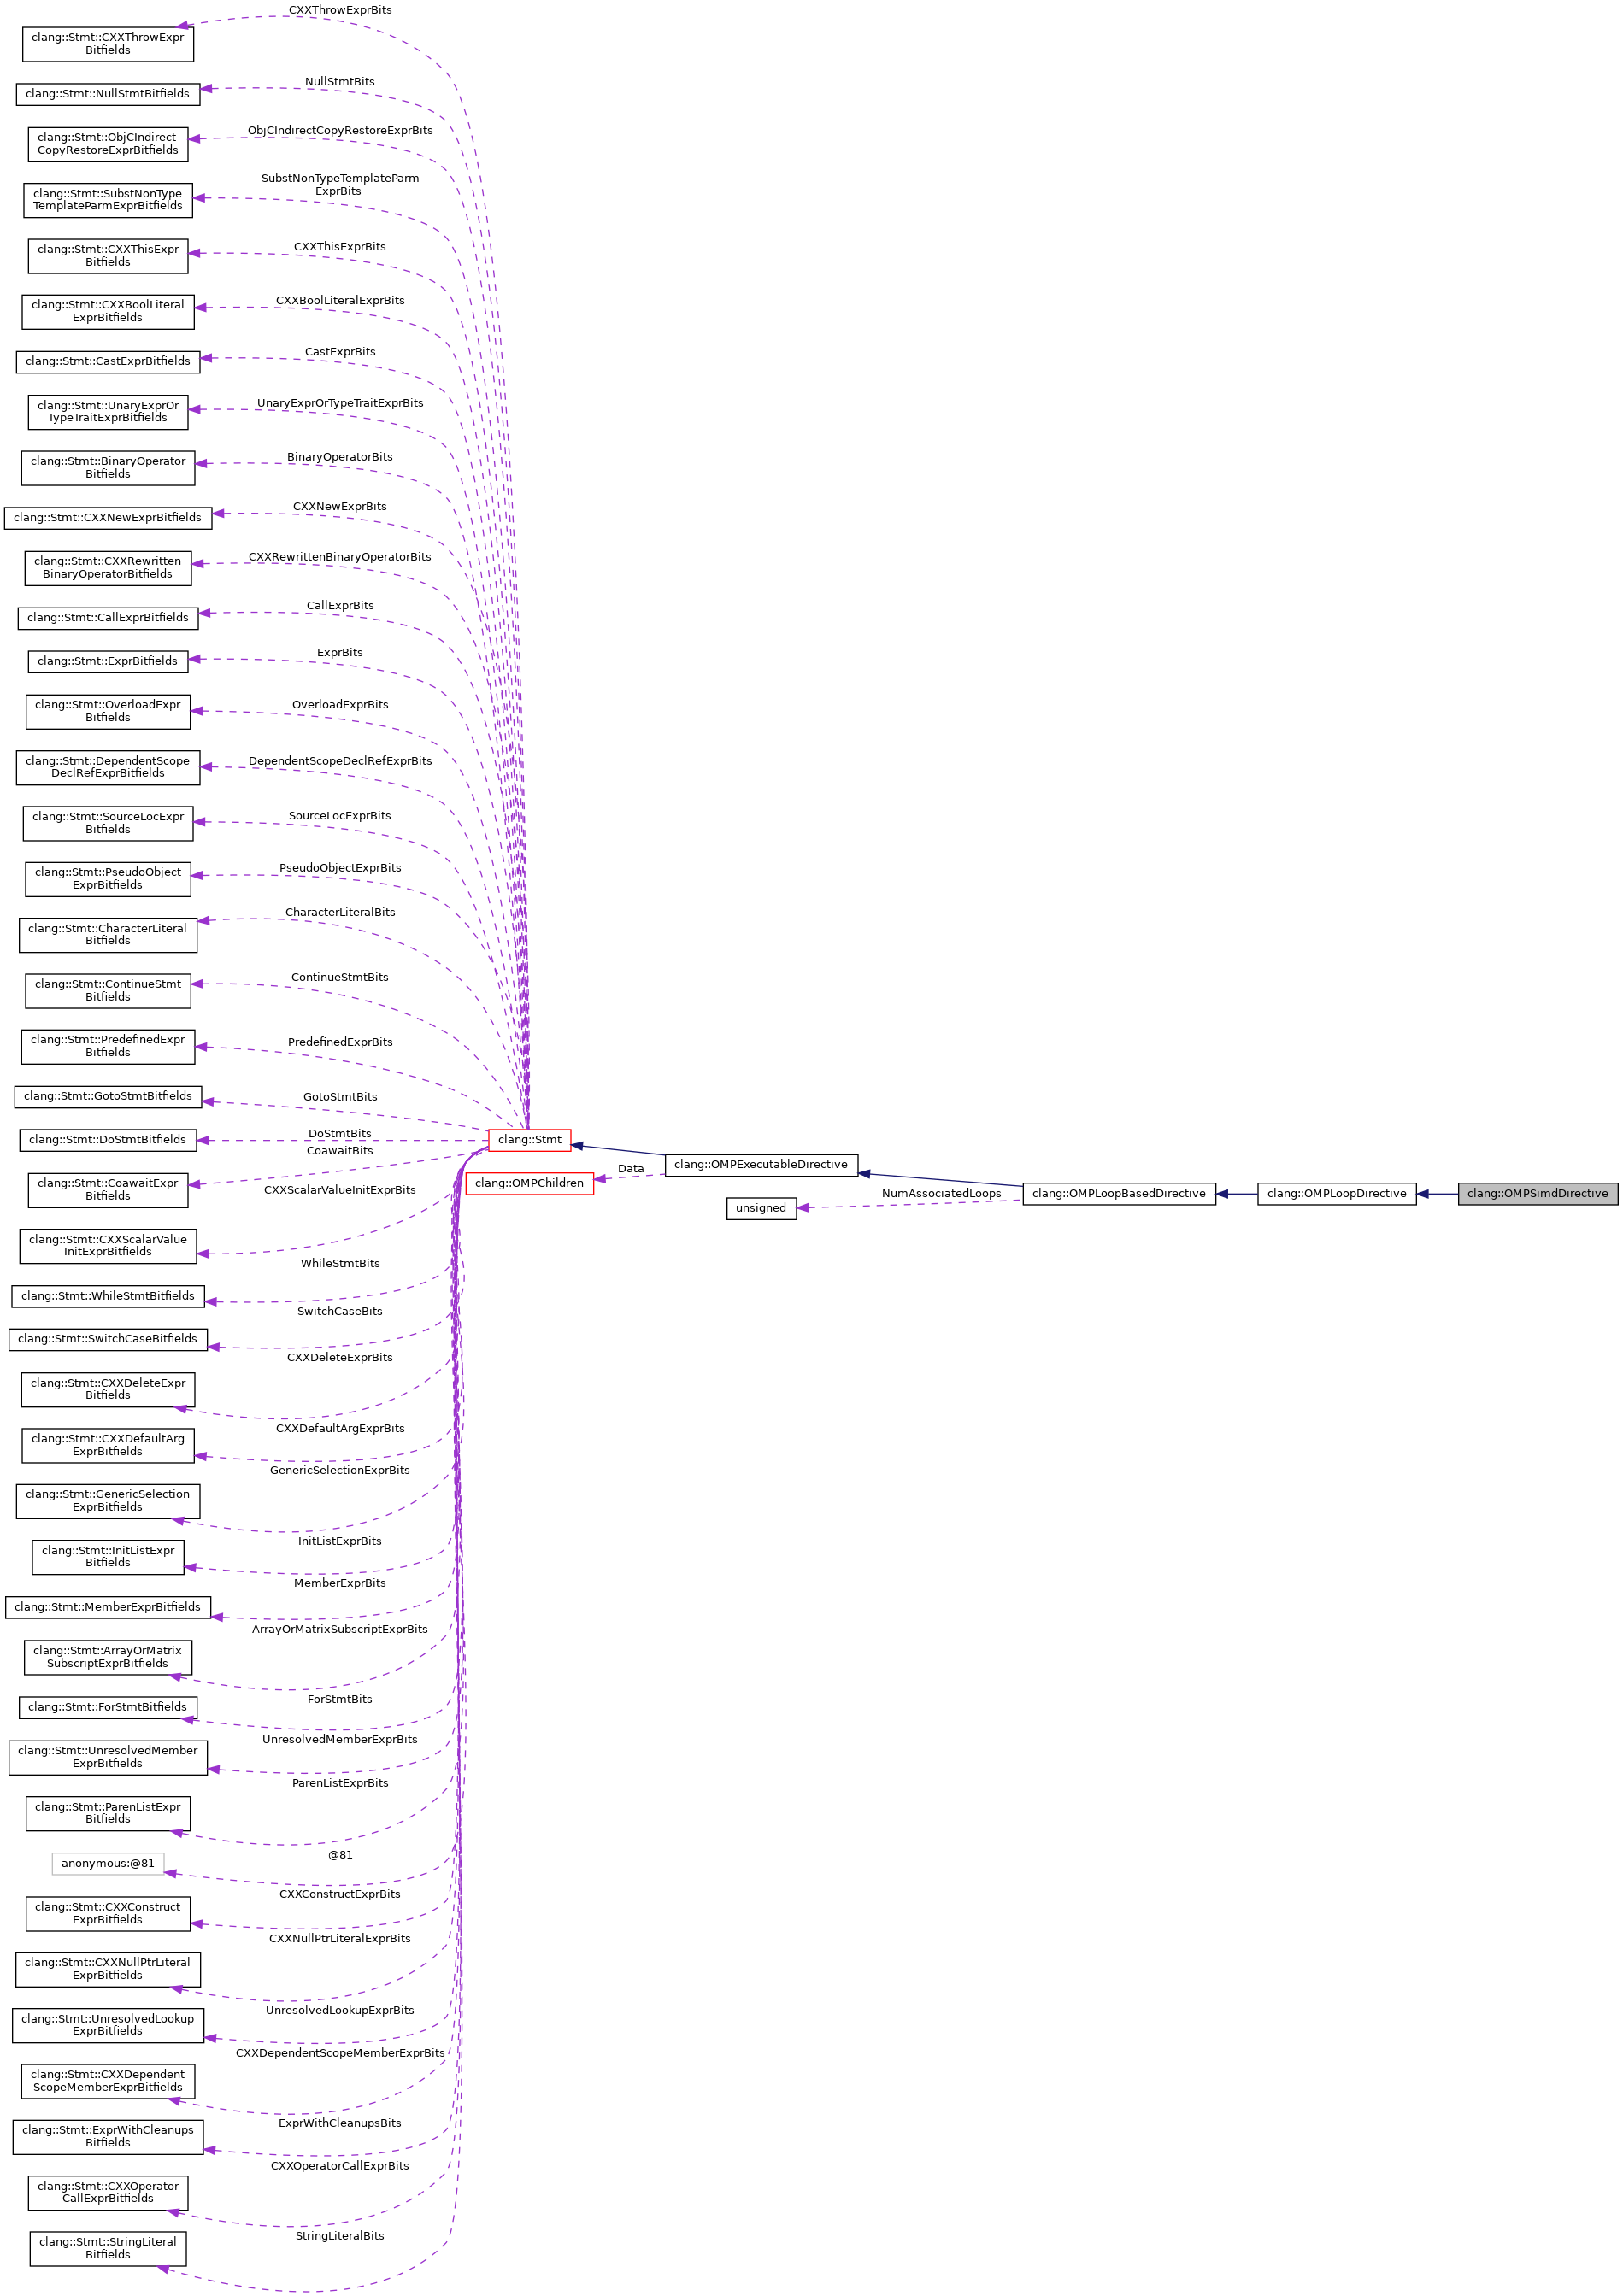 CXXThrowExprBits
clang::Stmt::CXXThrowExpr
Bitfields
NullStmtBits
clang::Stmt::NullStmtBitfields
ObjCIndirectCopyRestoreExprBits
clang::Stmt::ObjCIndirect
CopyRestoreExprBitfields
SubstNonTypeTemplateParm
ExprBits
clang::Stmt::SubstNonType
TemplateParmExprBitfields
CXXThisExprBits
clang::Stmt::CXXThisExpr
Bitfields
CXXBoolLiteralExprBits
clang::Stmt::CXXBoolLiteral
ExprBitfields
CastExprBits
clang::Stmt::CastExprBitfields
UnaryExprOrTypeTraitExprBits
clang::Stmt::UnaryExprOr
TypeTraitExprBitfields
BinaryOperatorBits
clang::Stmt::BinaryOperator
Bitfields
CXXNewExprBits
clang::Stmt::CXXNewExprBitfields
CXXRewrittenBinaryOperatorBits
clang::Stmt::CXXRewritten
BinaryOperatorBitfields
CallExprBits
clang::Stmt::CallExprBitfields
ExprBits
clang::Stmt::ExprBitfields
OverloadExprBits
clang::Stmt::OverloadExpr
Bitfields
DependentScopeDeclRefExprBits
clang::Stmt::DependentScope
DeclRefExprBitfields
SourceLocExprBits
clang::Stmt::SourceLocExpr
Bitfields
PseudoObjectExprBits
clang::Stmt::PseudoObject
ExprBitfields
CharacterLiteralBits
clang::Stmt::CharacterLiteral
Bitfields
ContinueStmtBits
clang::Stmt::ContinueStmt
Bitfields
PredefinedExprBits
clang::Stmt::PredefinedExpr
Bitfields
GotoStmtBits
clang::Stmt::GotoStmtBitfields
DoStmtBits
clang::Stmt::DoStmtBitfields
clang::Stmt
CoawaitBits
clang::Stmt::CoawaitExpr
Bitfields
clang::OMPChildren
Data
clang::OMPExecutableDirective
unsigned
NumAssociatedLoops
clang::OMPLoopBasedDirective
clang::OMPLoopDirective
clang::OMPSimdDirective
CXXScalarValueInitExprBits
clang::Stmt::CXXScalarValue
InitExprBitfields
WhileStmtBits
clang::Stmt::WhileStmtBitfields
SwitchCaseBits
clang::Stmt::SwitchCaseBitfields
CXXDeleteExprBits
clang::Stmt::CXXDeleteExpr
Bitfields
CXXDefaultArgExprBits
clang::Stmt::CXXDefaultArg
ExprBitfields
GenericSelectionExprBits
clang::Stmt::GenericSelection
ExprBitfields
InitListExprBits
clang::Stmt::InitListExpr
Bitfields
MemberExprBits
clang::Stmt::MemberExprBitfields
ArrayOrMatrixSubscriptExprBits
clang::Stmt::ArrayOrMatrix
SubscriptExprBitfields
ForStmtBits
clang::Stmt::ForStmtBitfields
UnresolvedMemberExprBits
clang::Stmt::UnresolvedMember
ExprBitfields
ParenListExprBits
clang::Stmt::ParenListExpr
Bitfields
@81
anonymous:@81
CXXConstructExprBits
clang::Stmt::CXXConstruct
ExprBitfields
CXXNullPtrLiteralExprBits
clang::Stmt::CXXNullPtrLiteral
ExprBitfields
UnresolvedLookupExprBits
clang::Stmt::UnresolvedLookup
ExprBitfields
CXXDependentScopeMemberExprBits
clang::Stmt::CXXDependent
ScopeMemberExprBitfields
ExprWithCleanupsBits
clang::Stmt::ExprWithCleanups
Bitfields
CXXOperatorCallExprBits
clang::Stmt::CXXOperator
CallExprBitfields
StringLiteralBits
clang::Stmt::StringLiteral
Bitfields